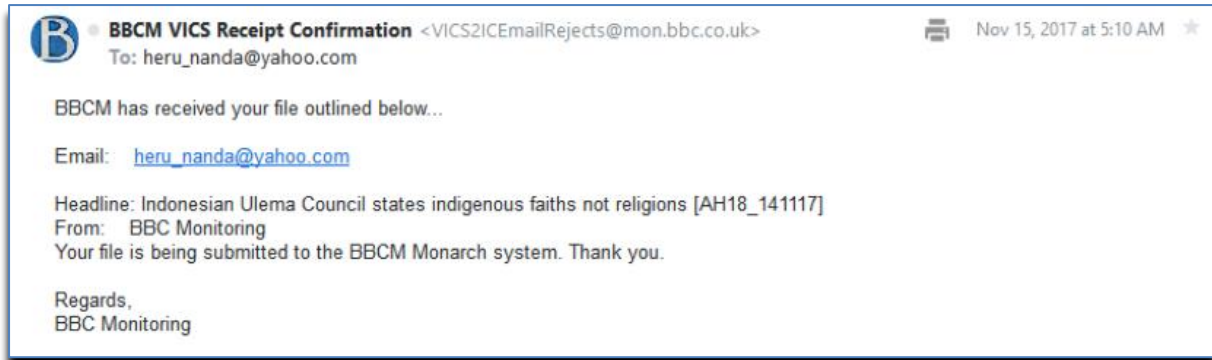 B
BBCM VICS Receipt Confirmation <VICS2ICEmailRejects@mon.bbc.co.uk> Nov 15, 2017 at 5:10 AM
To: heru_nanda@yahoo.com
BBCM has received your file outlined below...
Email: heru_nanda@yahoo.com
Headline: Indonesian Ulema Council states indigenous faiths not religions [AH18_141117]
From: BBC Monitoring
Your file is being submitted to the BBCM Monarch system. Thank you.
Regards,
BBC Monitoring